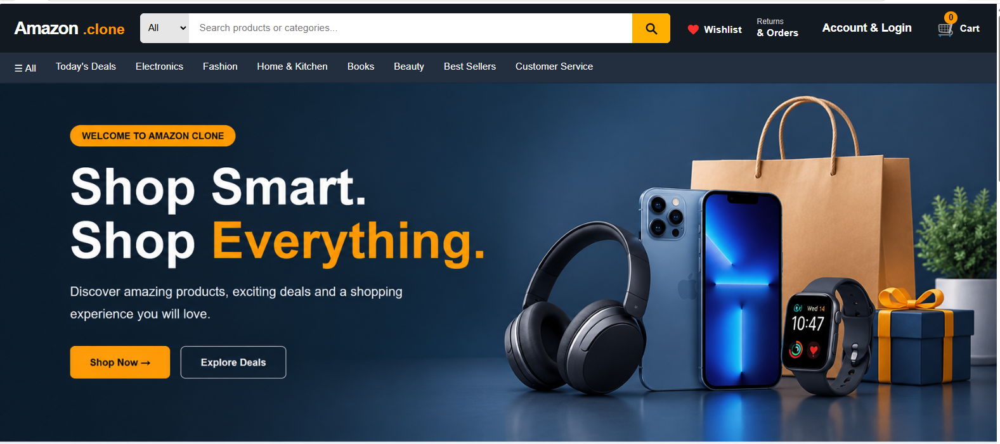 Amazon .clone
All
Search products or categories...
Wishlist
Returns
& Orders
Account & Login
0
Cart
☰ All
Today's Deals
Electronics
Fashion
Home & Kitchen
Books
Beauty
Best Sellers
Customer Service
WELCOME TO AMAZON CLONE
Shop Smart.
Shop Everything.
Discover amazing products, exciting deals and a shopping
experience you will love.
Shop Now →
Explore Deals
Wed 14
10:47